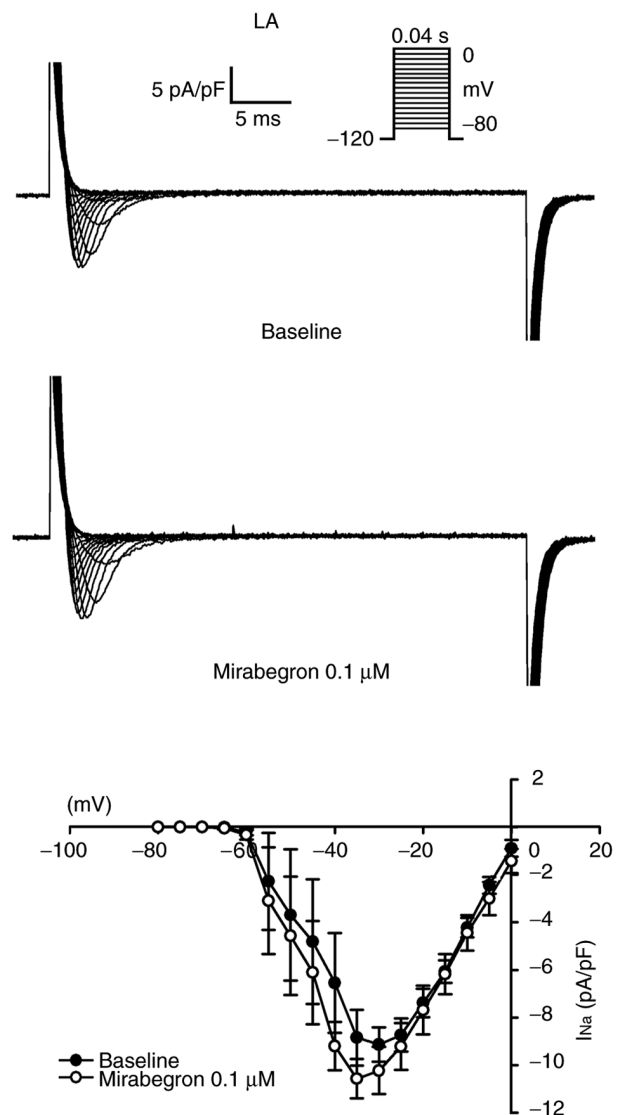 LA
0.04 s
0
5 pA/pF
mV
5 ms
−80
−120
Baseline
Mirabegron 0.1 μM
2
(mV)
−100 −80 −60 −40 −20 0 20
−2
−4
−6
−8
−10
−12
INa (pA/pF)
Baseline
Mirabegron 0.1 μM